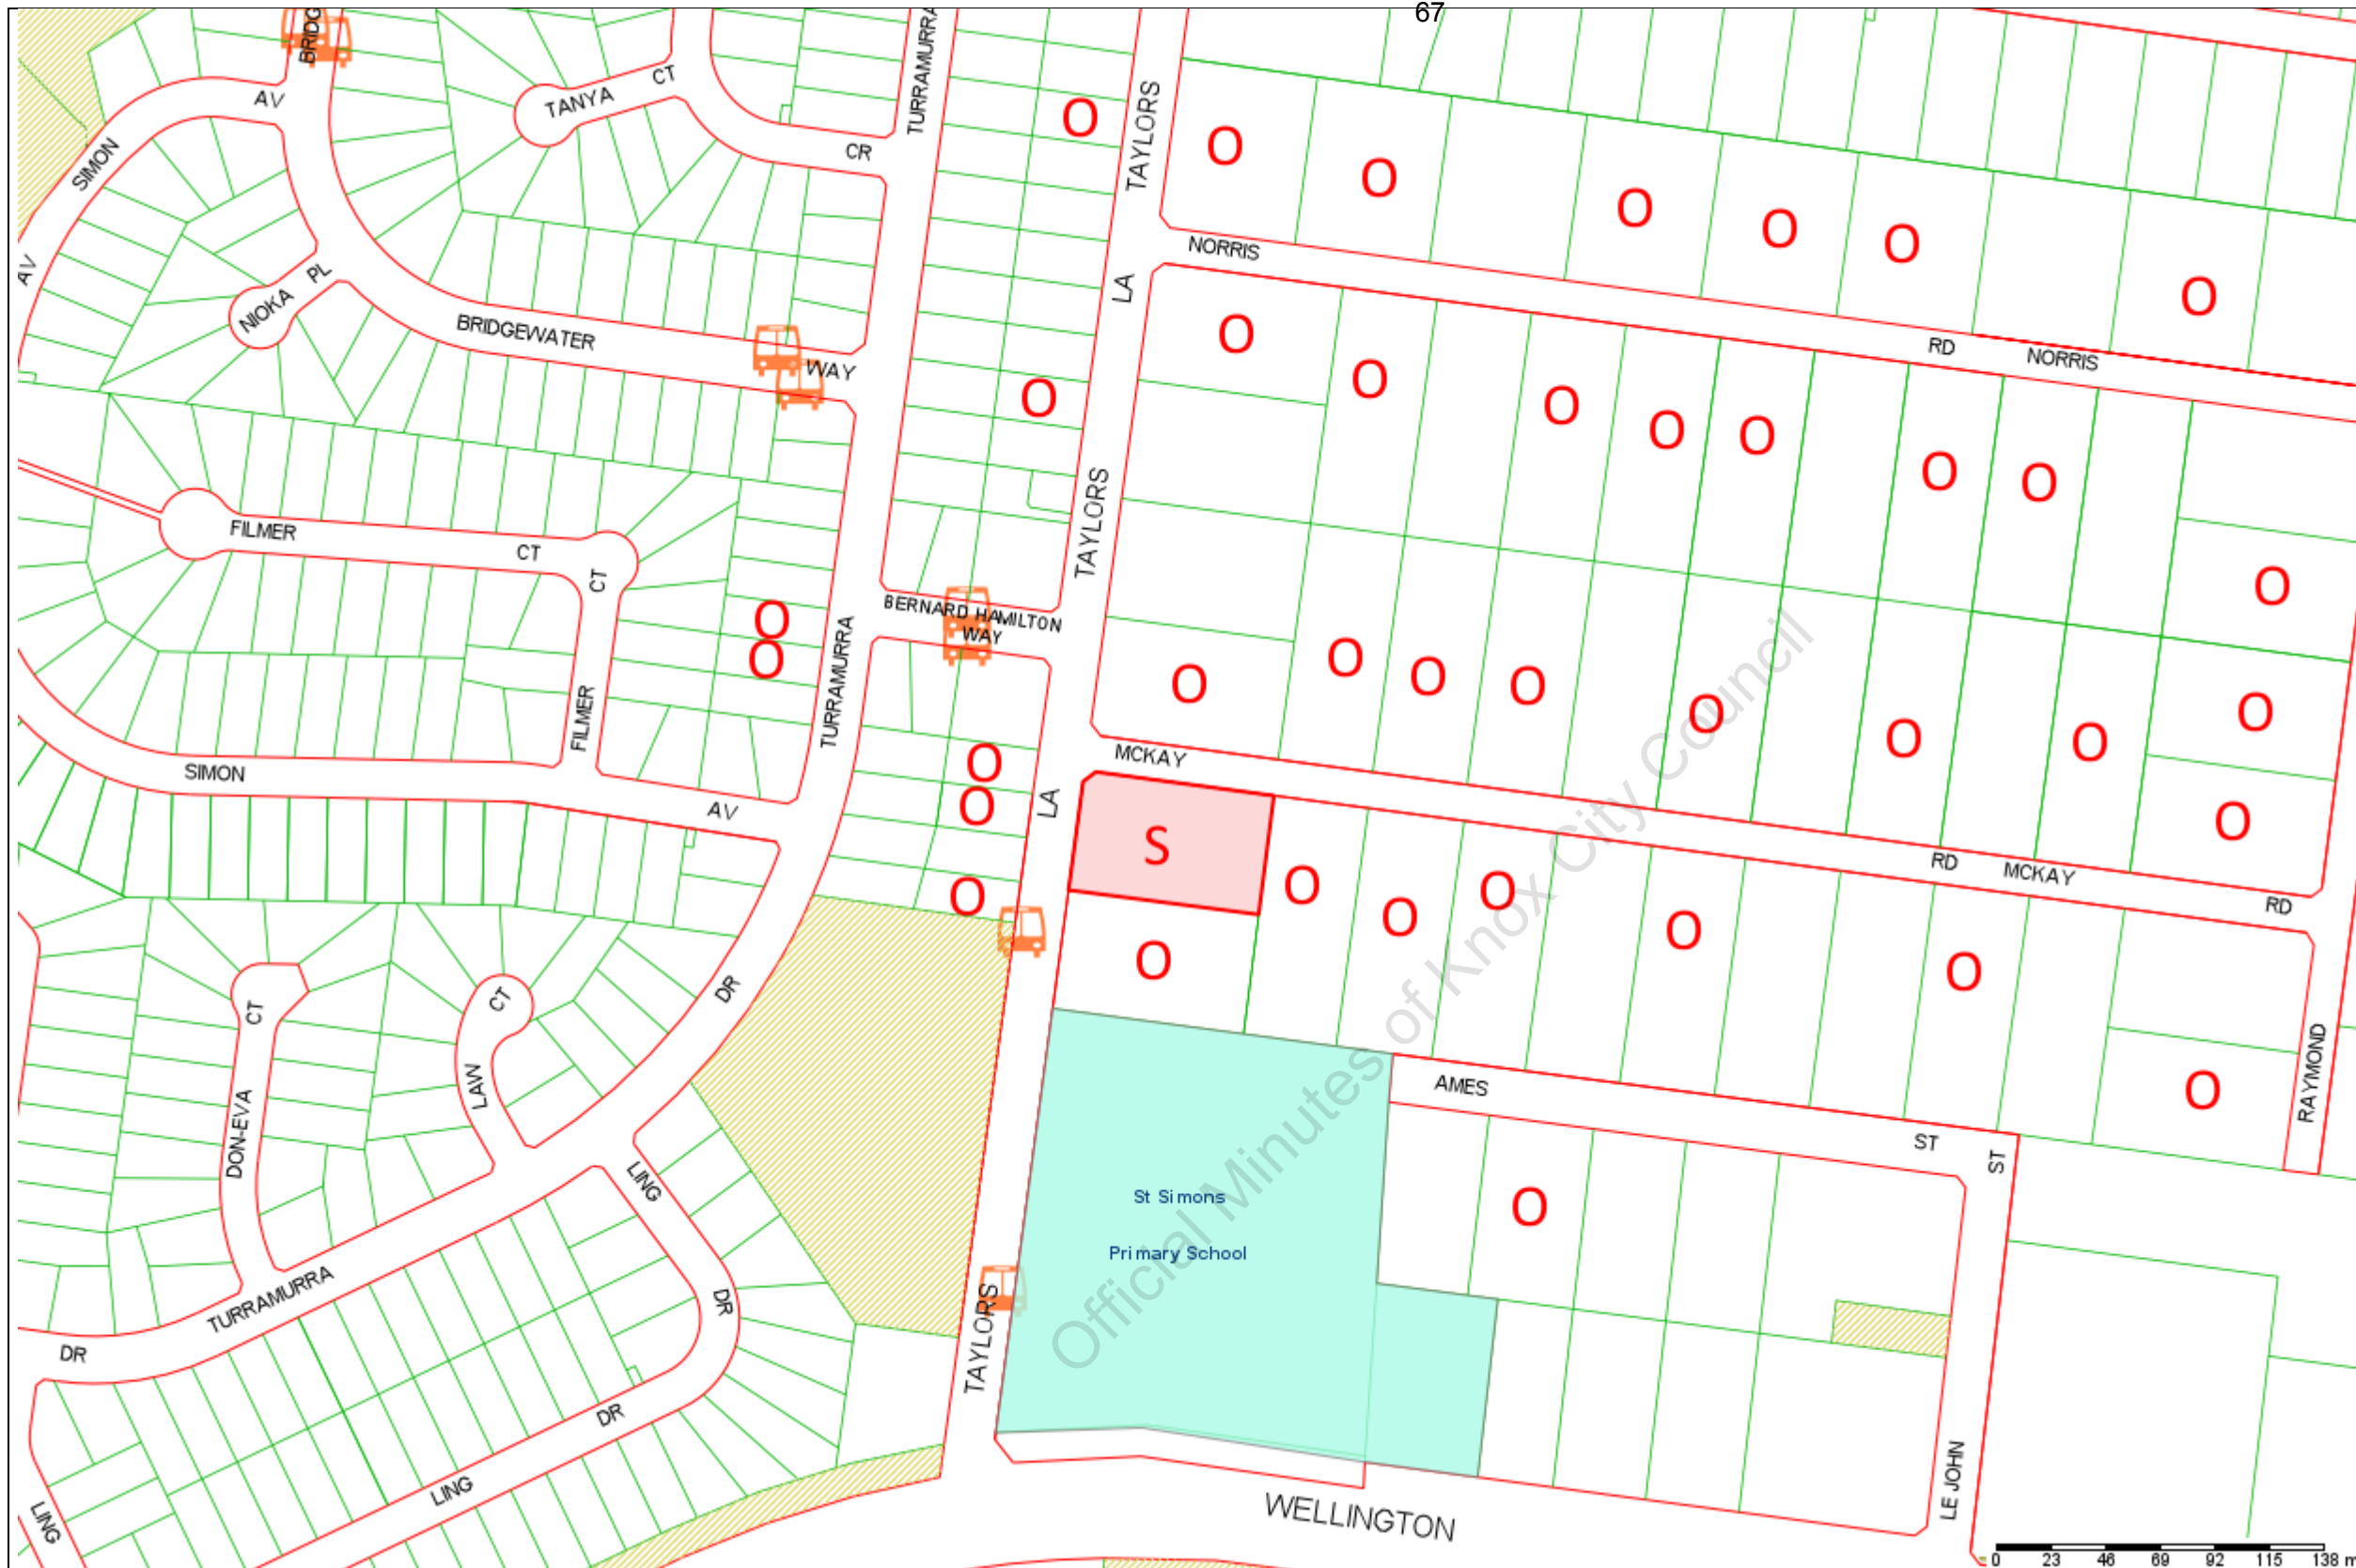 67
BRIDG
AV
TANYA
CT
TURRAMURRA
TAYLORS
O
O
O
SIMON
CR
O
O
O
NORRIS
AV
NIOKA
PL
LA
O
BRIDGEWATER
WAY
O
RD
NORRIS
O
O
O
O
O
O
O
FILMER
CT
CT
TAYLORS
O
BERNARD HAMILTON
WAY
O
O
TURRAMURRA
O
O
O
O
O
O
O
O
FILMER
SIMON
AV
O
O
LA
MCKAY
O
S
O
O
O
O
RD
MCKAY
RD
O
O
O
O
CT
CT
DR
LAW
DON-EVA
AMES
O
RAYMOND
ST
ST
LING
St Simons
Primary School
O
TURRAMURRA
DR
DR
TAYLORS
DR
LING
LING
WELLINGTON
LE JOHN
0 23 46 69 92 115 138 m
Official Minutes of Knox City Council